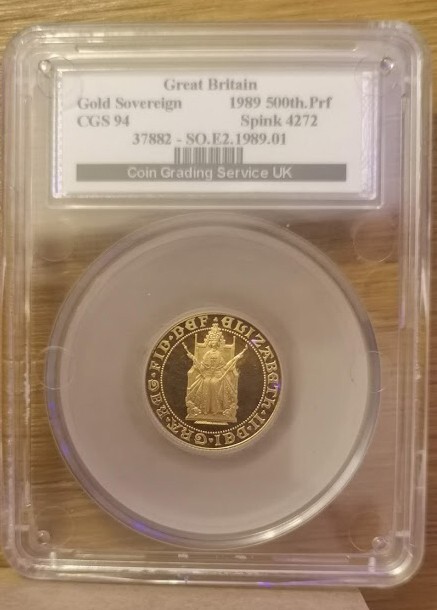 Great Britain
Gold Sovereign 1989 500th.Prf
CGS 94 Spink 4272
37882 - SO.E2.1989.01
Coin Grading Service UK
ELIZABETH·II·DEI·GRA·REG·FID·DEF